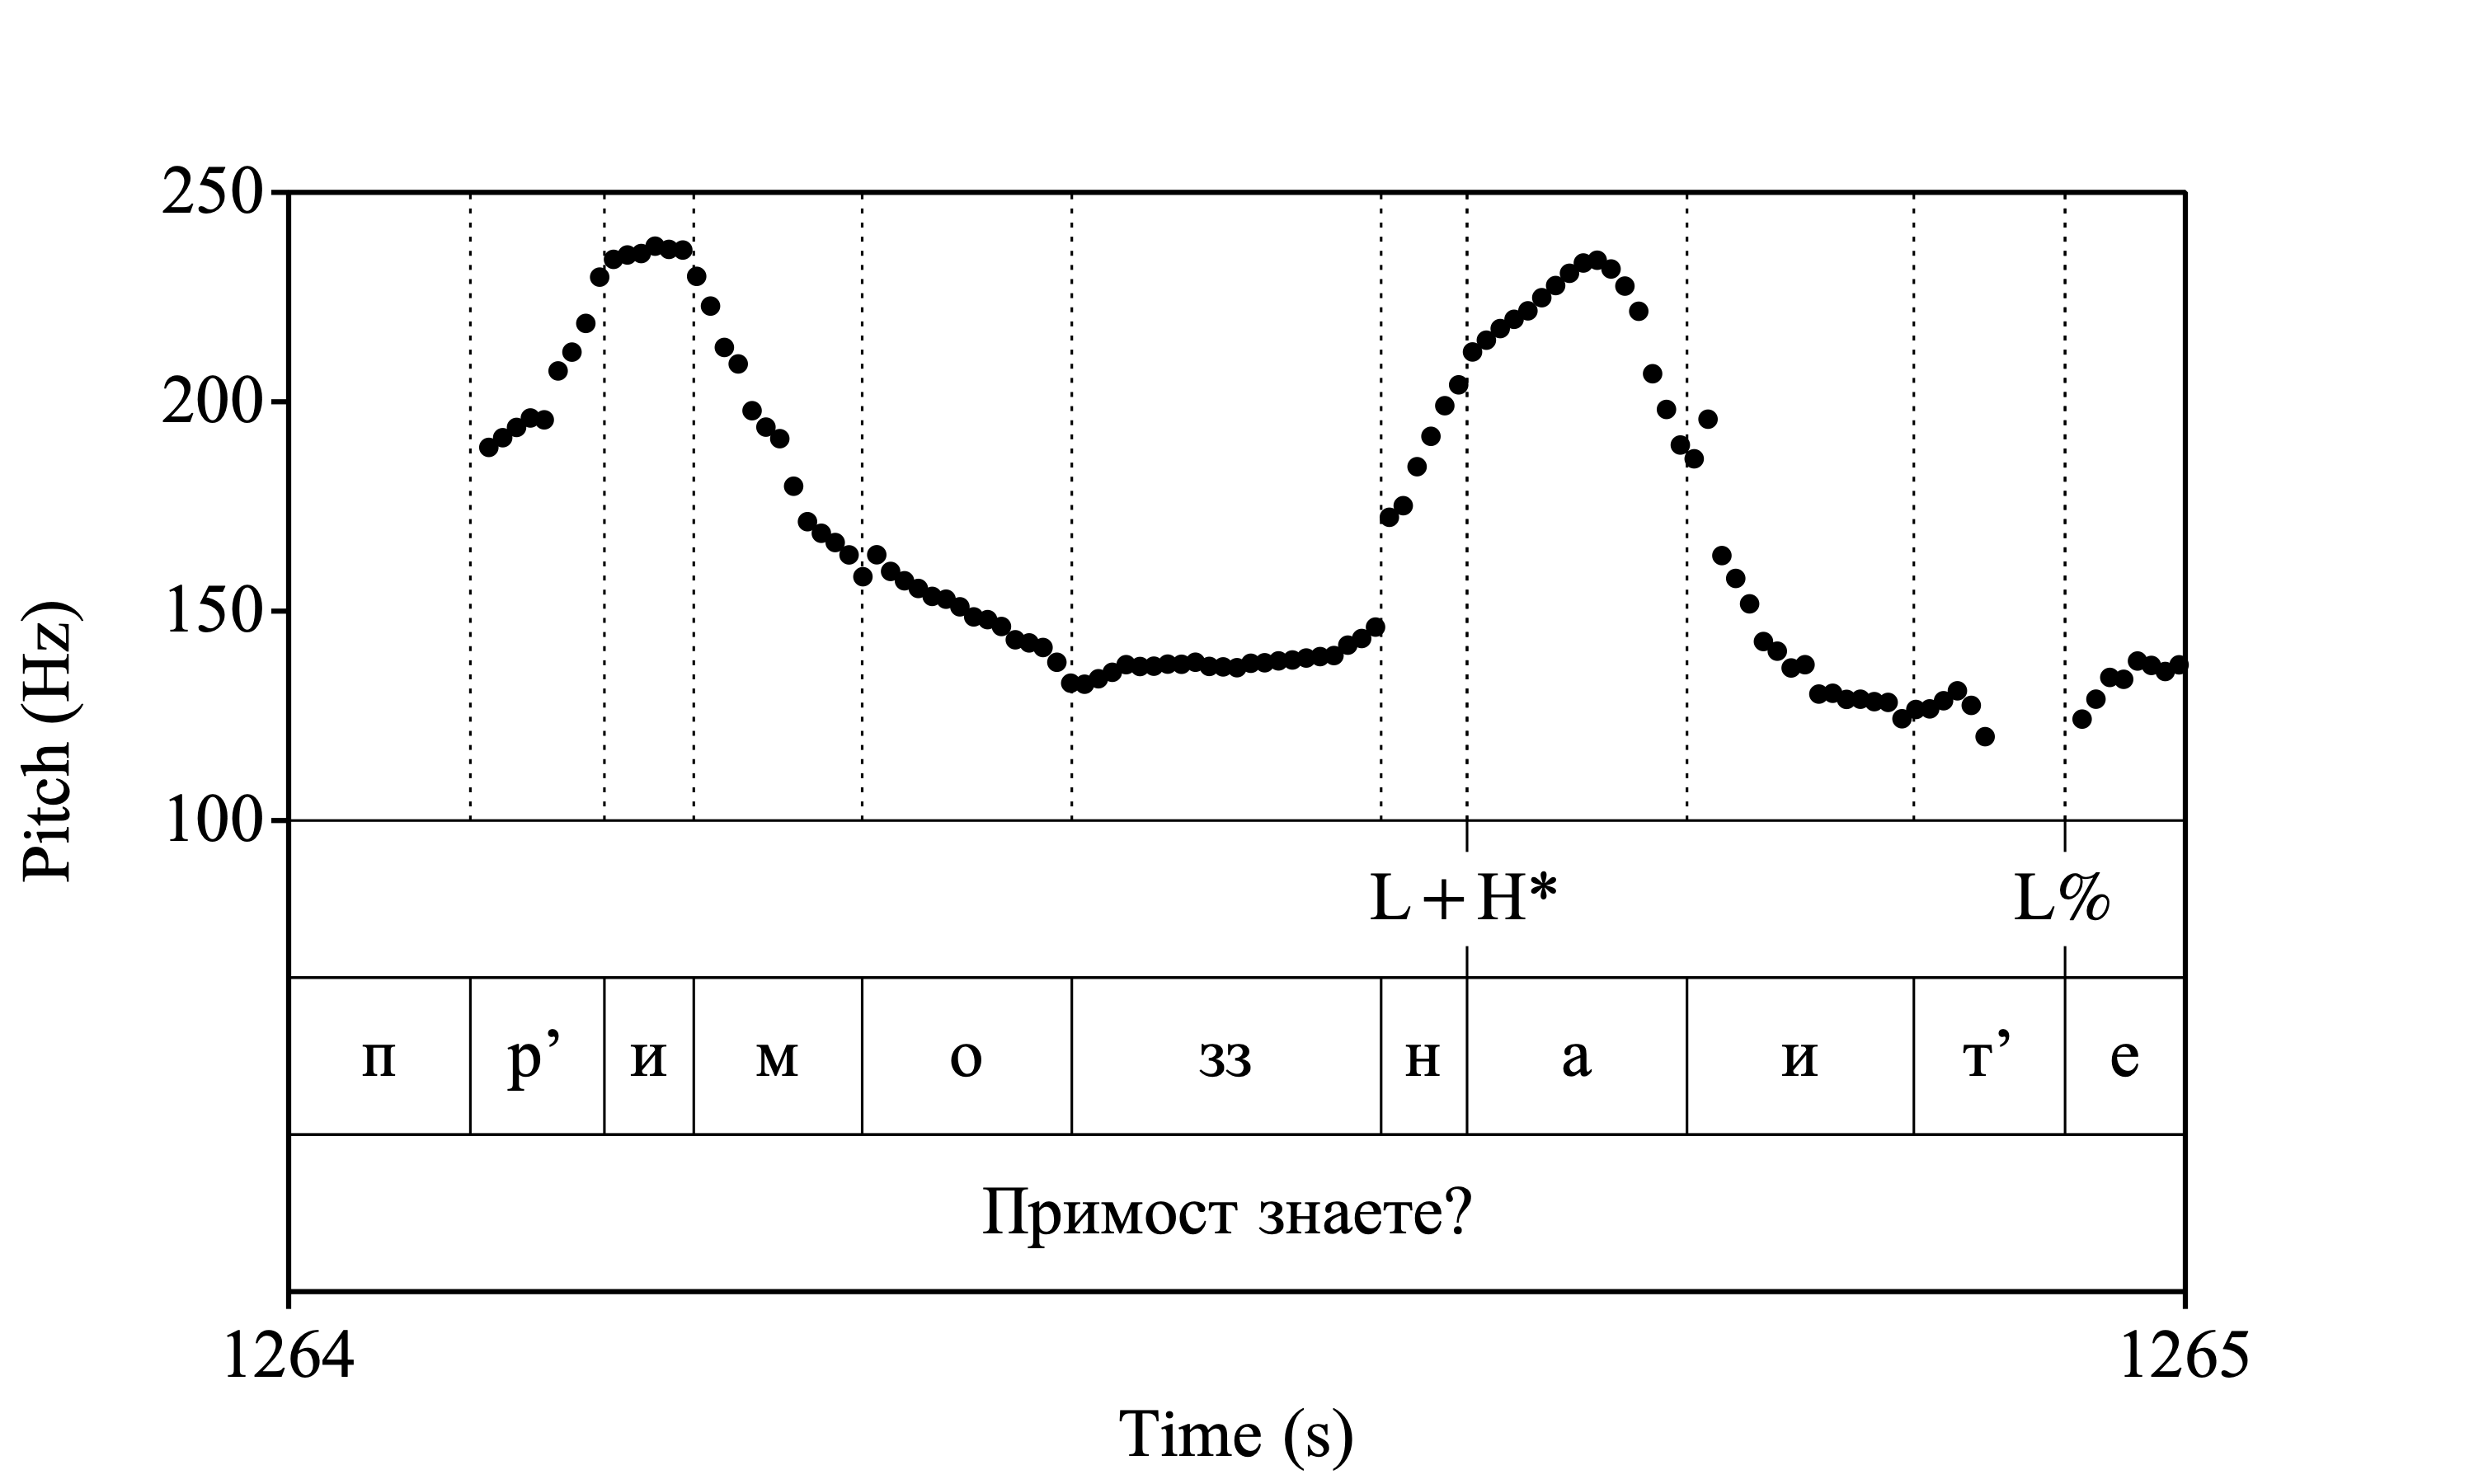 250
200
150
100
Pitch (Hz)
L+H* L%
п р’ и м о зз н а и т’ е
Примост знаете?
1264 1265
Time (s)